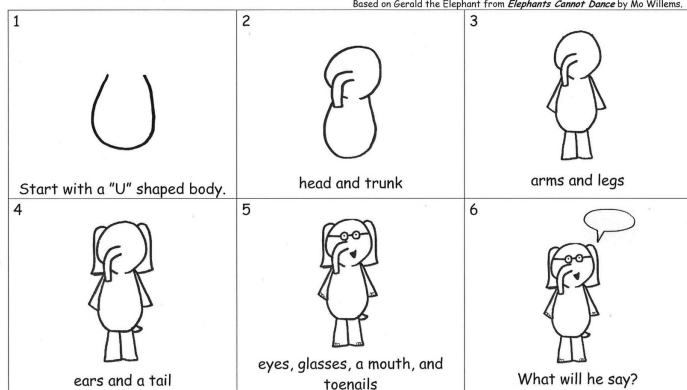 Based on Gerald the Elephant from Elephants Cannot Dance by Mo Willems.
1
Start with a "U" shaped body.
2
head and trunk
3
arms and legs
4
ears and a tail
5
eyes, glasses, a mouth, and
toenails
6
What will he say?